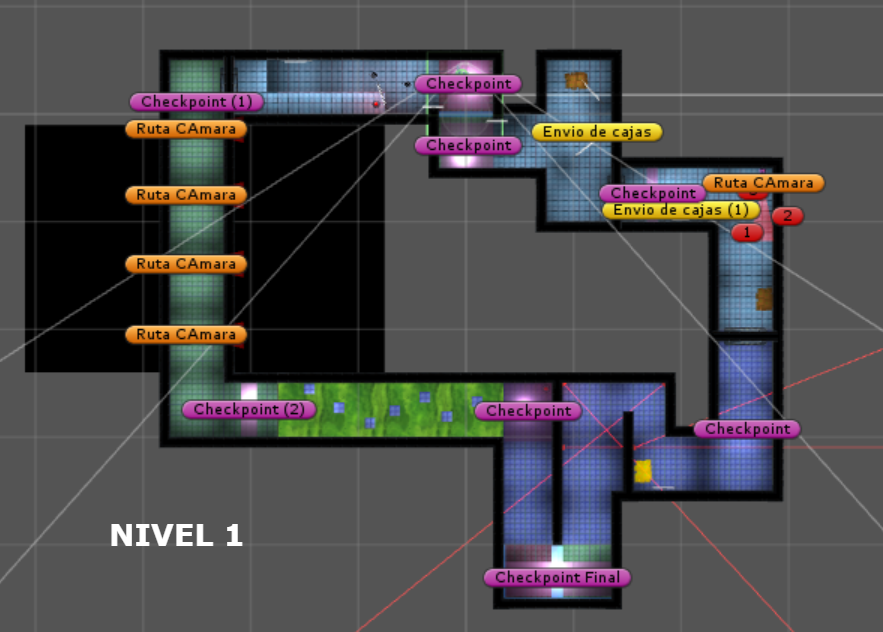 Checkpoint
Checkpoint (1)
Ruta CAmara
Envio de cajas
Checkpoint
Ruta CAmara
Checkpoint
Ruta CAmara
Envio de cajas (1)
2
1
Ruta CAmara
Ruta CAmara
Checkpoint (2)
Checkpoint
Checkpoint
NIVEL 1
Checkpoint Final